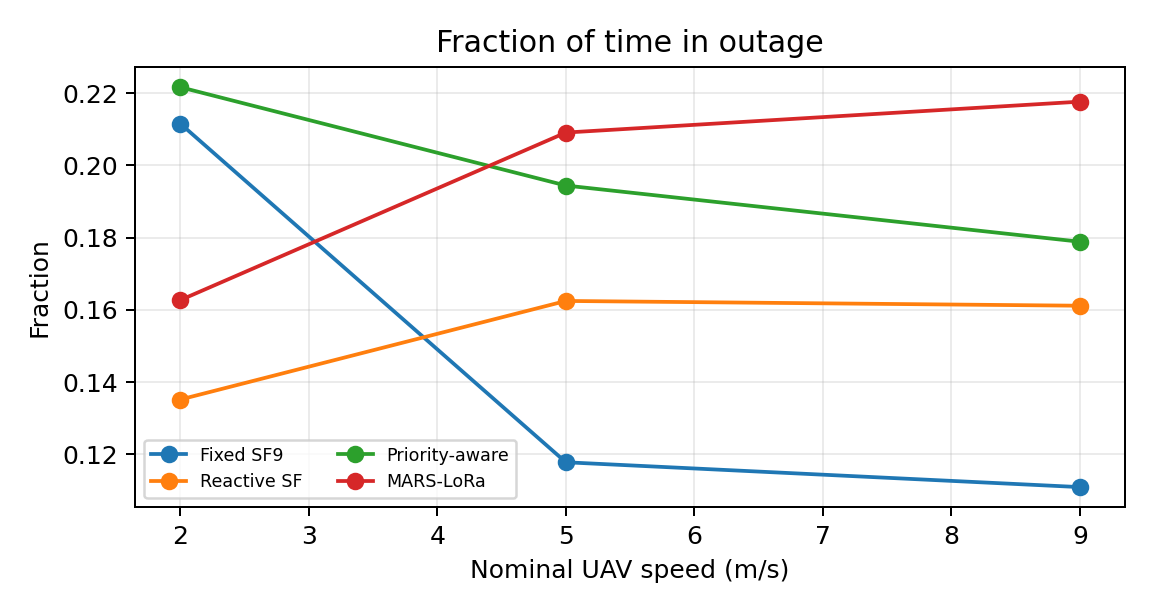 Fraction of time in outage
Fraction
0.22
0.20
0.18
0.16
0.14
0.12
Fixed SF9
Reactive SF
Priority-aware
MARS-LoRa
2 3 4 5 6 7 8 9
Nominal UAV speed (m/s)